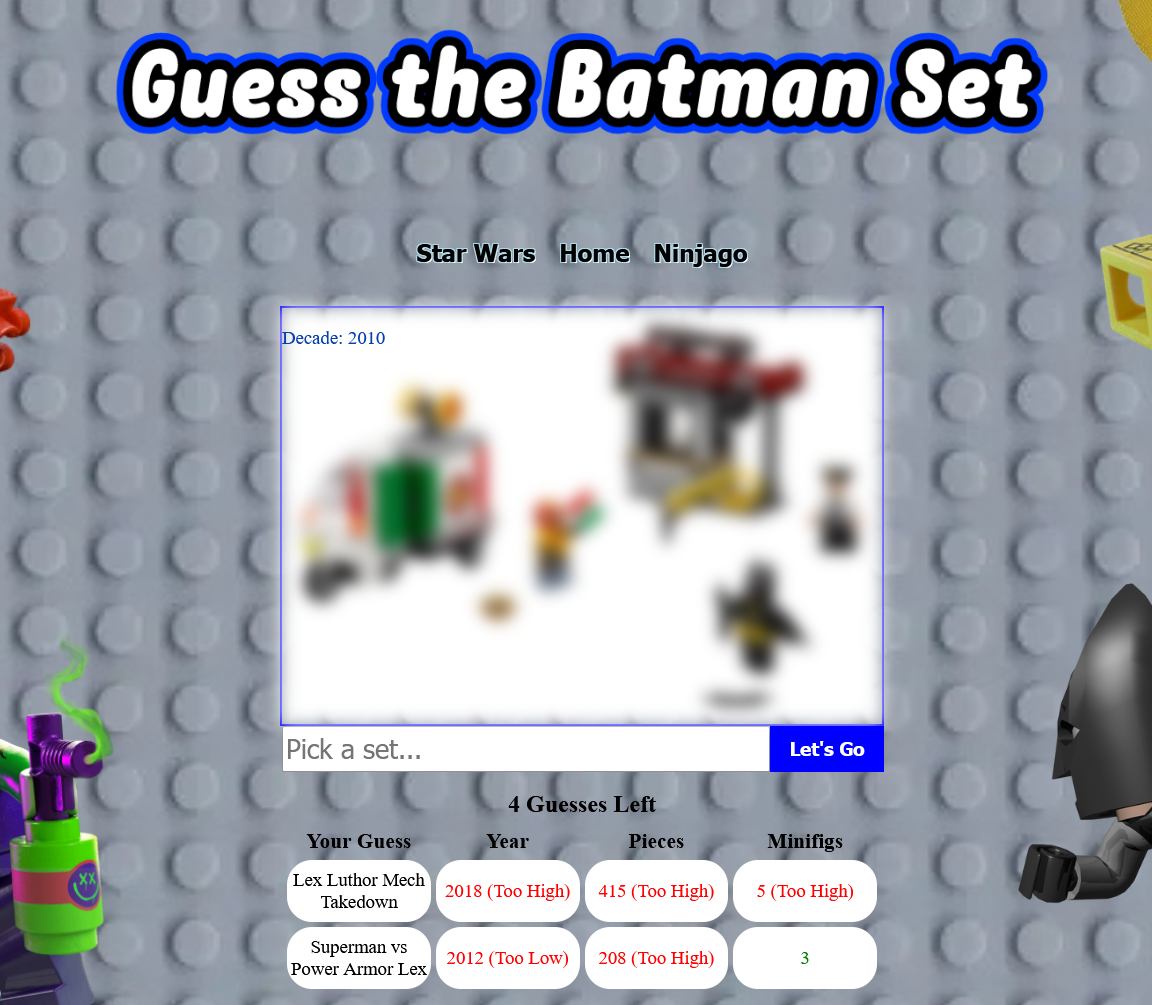 Guess the Batman Set
Star Wars Home Ninjago
Decade: 2010
Pick a set...
Let's Go
4 Guesses Left
Your Guess Year Pieces Minifigs
Lex Luthor Mech
Takedown
2018 (Too High) 415 (Too High) 5 (Too High)
Superman vs
Power Armor Lex
2012 (Too Low) 208 (Too High) 3